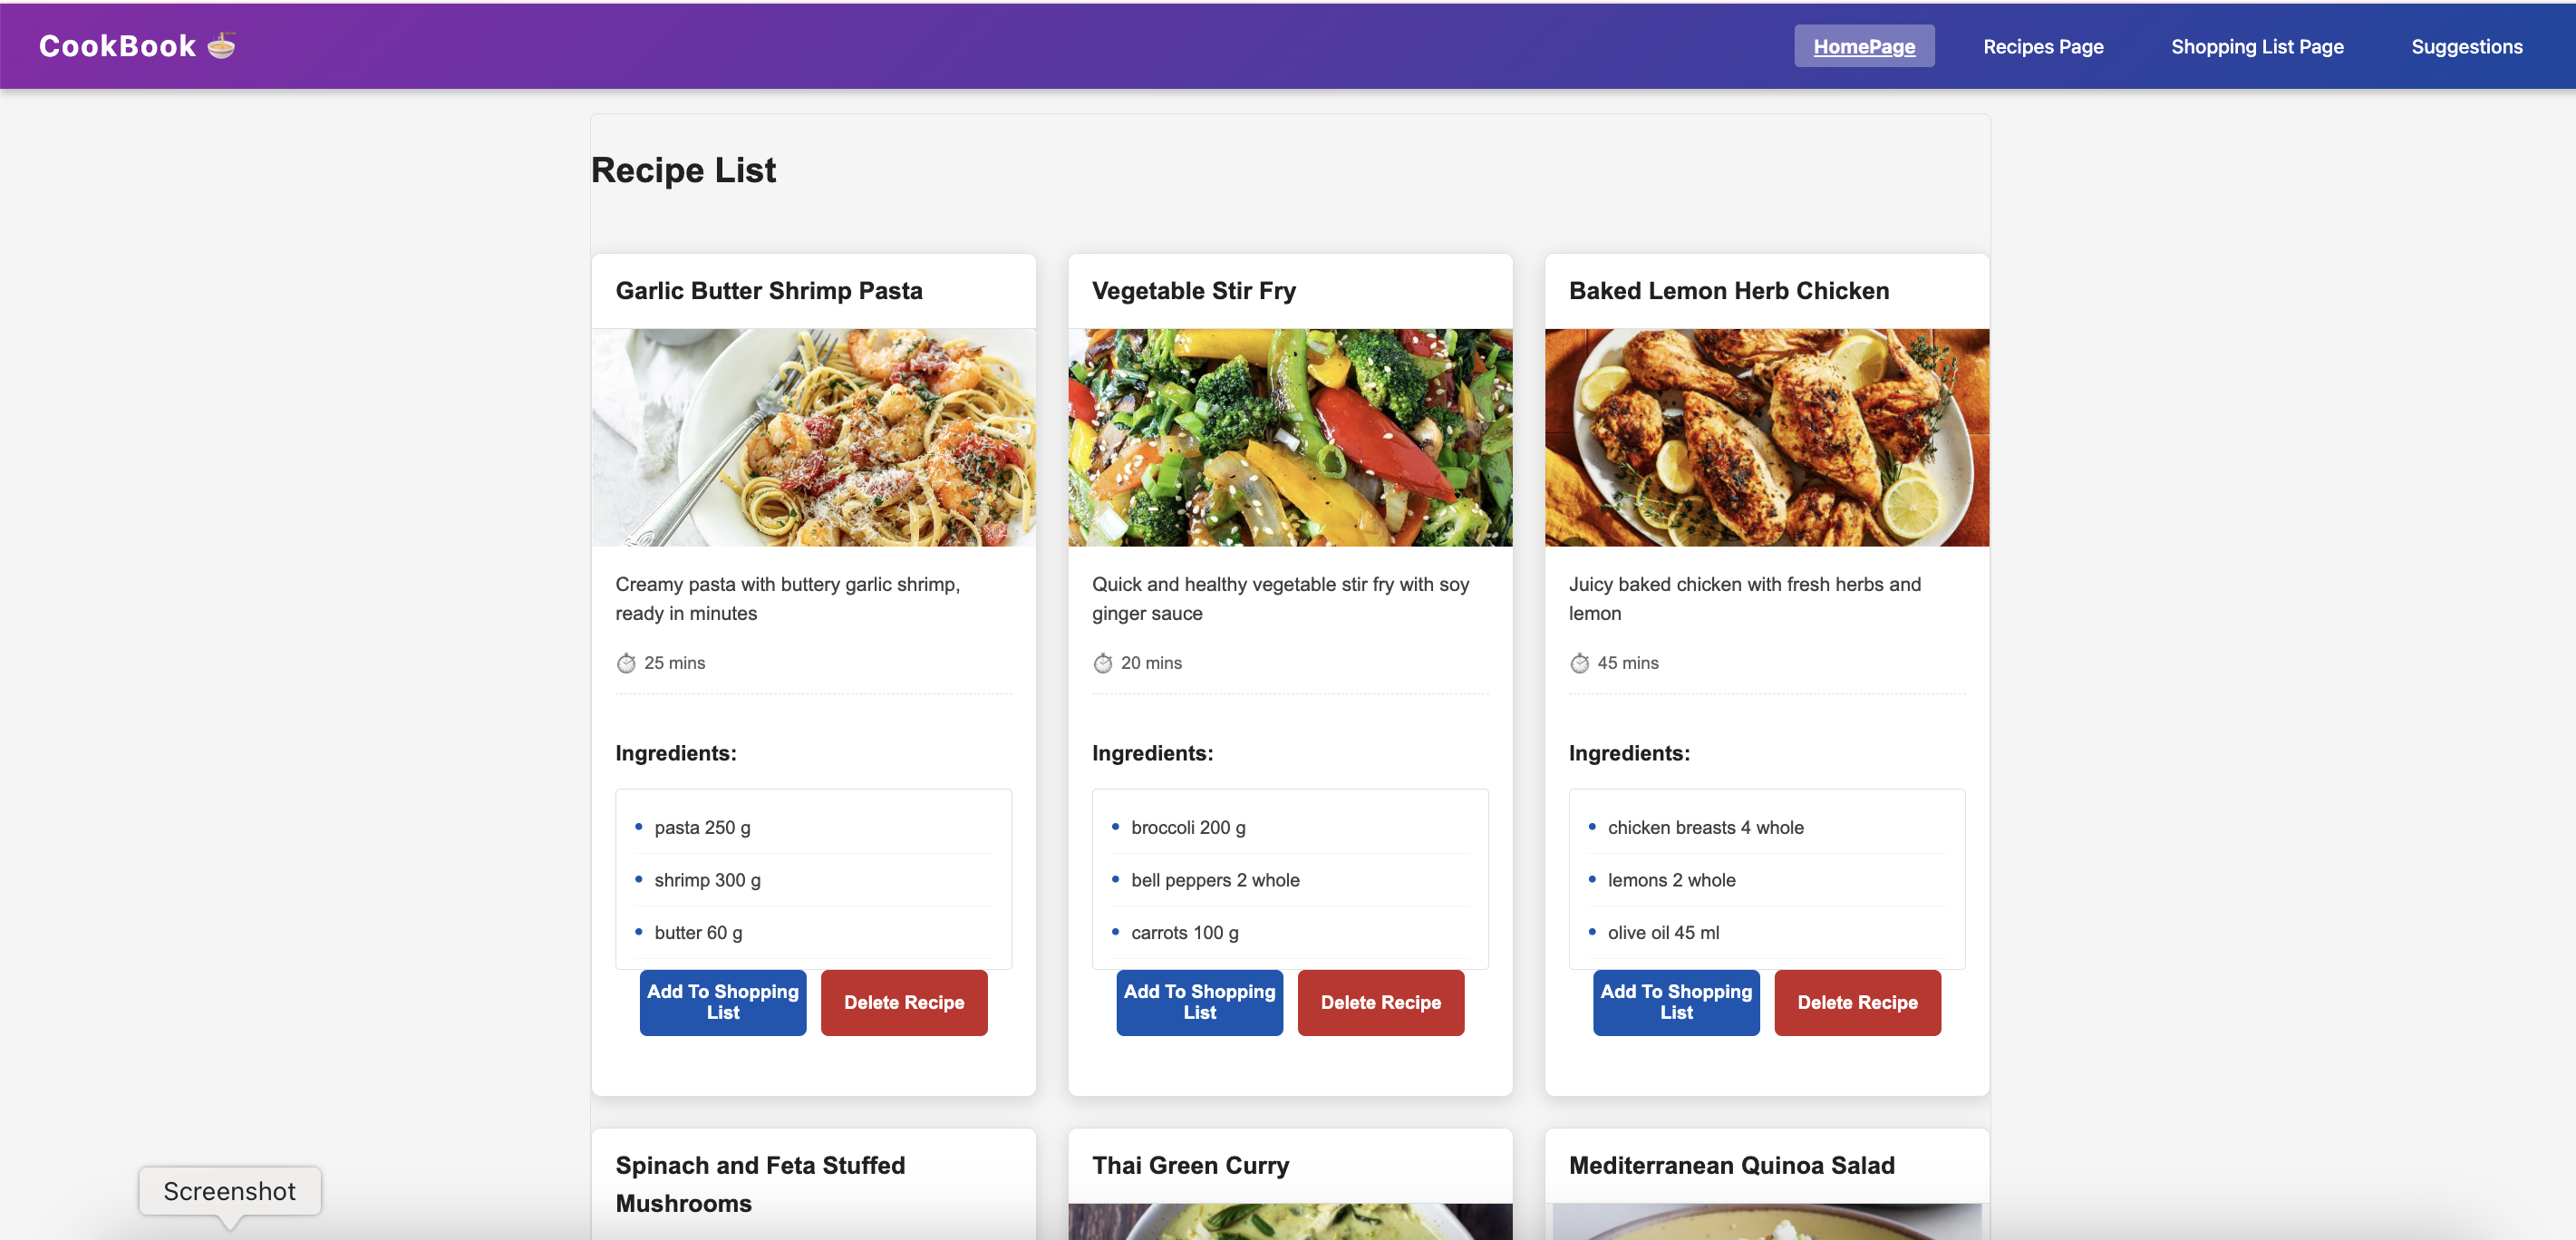 CookBook
HomePage
Recipes Page
Shopping List Page
Suggestions
Recipe List
Garlic Butter Shrimp Pasta
Creamy pasta with buttery garlic shrimp,
ready in minutes
25 mins
Ingredients:
pasta 250 g
shrimp 300 g
butter 60 g
Add To Shopping
List
Delete Recipe
Vegetable Stir Fry
Quick and healthy vegetable stir fry with soy
ginger sauce
20 mins
Ingredients:
broccoli 200 g
bell peppers 2 whole
carrots 100 g
Add To Shopping
List
Delete Recipe
Baked Lemon Herb Chicken
Juicy baked chicken with fresh herbs and
lemon
45 mins
Ingredients:
chicken breasts 4 whole
lemons 2 whole
olive oil 45 ml
Add To Shopping
List
Delete Recipe
Spinach and Feta Stuffed
Mushrooms
Thai Green Curry
Mediterranean Quinoa Salad
Screenshot